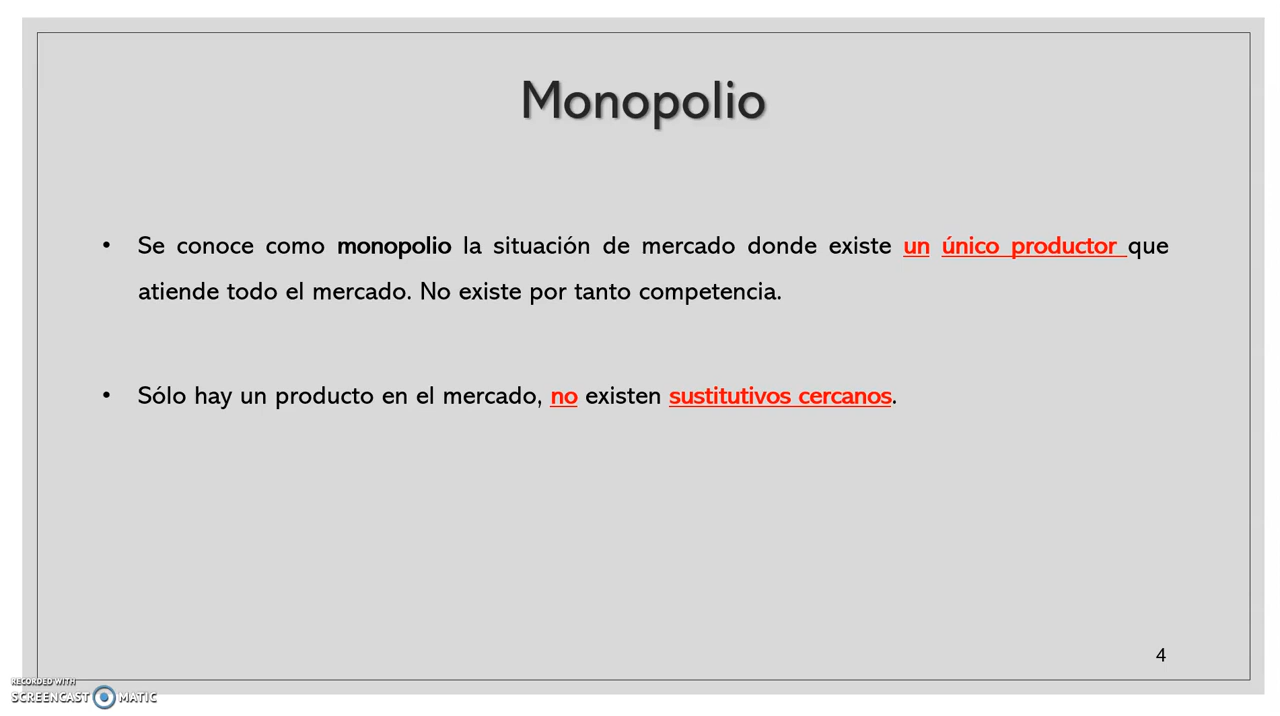 Monopolio
• Se conoce como monopolio la situación de mercado donde existe un único productor que
atiende todo el mercado. No existe por tanto competencia.
• Sólo hay un producto en el mercado, no existen sustitutivos cercanos.
4
RECORDED WITH
SCREENCAST MATIC